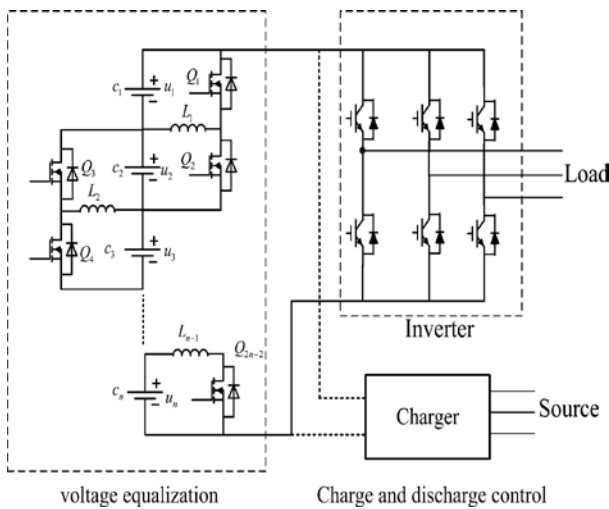 Q1
c1 + − u1
L1
Q2
Q3
c2 + − u2
L2
Q4
c3 + − u3
Load
Inverter
Ln−1
Q2n−2
cn + − un
Charger
Source
voltage equalization
Charge and discharge control